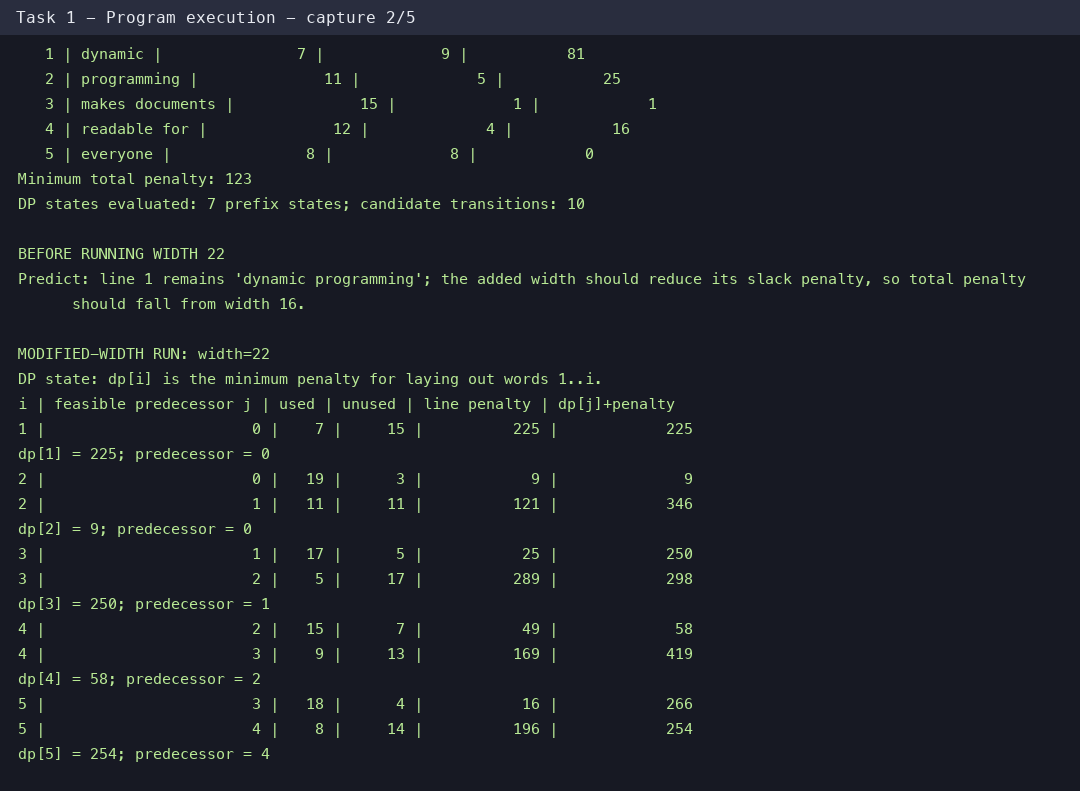 Task 1 – Program execution – capture 2/5
1 | dynamic | 7 | 9 | 81
2 | programming | 11 | 5 | 25
3 | makes documents | 15 | 1 | 1
4 | readable for | 12 | 4 | 16
5 | everyone | 8 | 8 | 0
Minimum total penalty: 123
DP states evaluated: 7 prefix states; candidate transitions: 10
BEFORE RUNNING WIDTH 22
Predict: line 1 remains 'dynamic programming'; the added width should reduce its slack penalty, so total penalty
should fall from width 16.
MODIFIED–WIDTH RUN: width=22
DP state: dp[i] is the minimum penalty for laying out words 1..i.
i | feasible predecessor j | used | unused | line penalty | dp[j]+penalty
1 | 0 | 7 | 15 | 225 | 225
dp[1] = 225; predecessor = 0
2 | 0 | 19 | 3 | 9 | 9
2 | 1 | 11 | 11 | 121 | 346
dp[2] = 9; predecessor = 0
3 | 1 | 17 | 5 | 25 | 250
3 | 2 | 5 | 17 | 289 | 298
dp[3] = 250; predecessor = 1
4 | 2 | 15 | 7 | 49 | 58
4 | 3 | 9 | 13 | 169 | 419
dp[4] = 58; predecessor = 2
5 | 3 | 18 | 4 | 16 | 266
5 | 4 | 8 | 14 | 196 | 254
dp[5] = 254; predecessor = 4